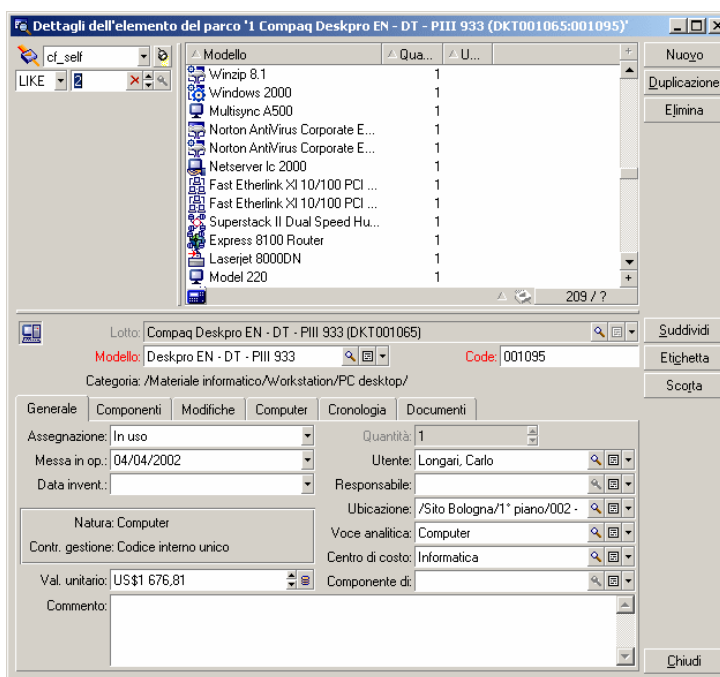 Dettagli dell'elemento del parco '1 Compaq Deskpro EN - DT - PIII 933 (DKT001065:001095)'
cf_self
LIKE 2
Modello Qua... U...
Winzip 8.1 1
Windows 2000 1
Multisync A500 1
Norton AntiVirus Corporate E... 1
Norton AntiVirus Corporate E... 1
Netserver lc 2000 1
Fast Etherlink XI 10/100 PCI ... 1
Fast Etherlink XI 10/100 PCI ... 1
Superstack II Dual Speed Hu... 1
Express 8100 Router 1
Laserjet 8000DN 1
Model 220 1
209 / ?
Nuovo
Duplicazione
Elimina
Lotto: Compaq Deskpro EN - DT - PIII 933 (DKT001065)
Modello: Deskpro EN - DT - PIII 933 Code: 001095
Categoria: /Materiale informatico/Workstation/PC desktop/
Suddividi
Etichetta
Scorta
Generale Componenti Modifiche Computer Cronologia Documenti
Assegnazione: In uso Quantità: 1
Messa in op.: 04/04/2002 Utente: Longari, Carlo
Data invent.: Responsabile:
Ubicazione: /Sito Bologna/1° piano/002 -
Natura: Computer Voce analitica: Computer
Contr. gestione: Codice interno unico Centro di costo: Informatica
Val. unitario: US$1 676,81 Componente di:
Commento:
Chiudi